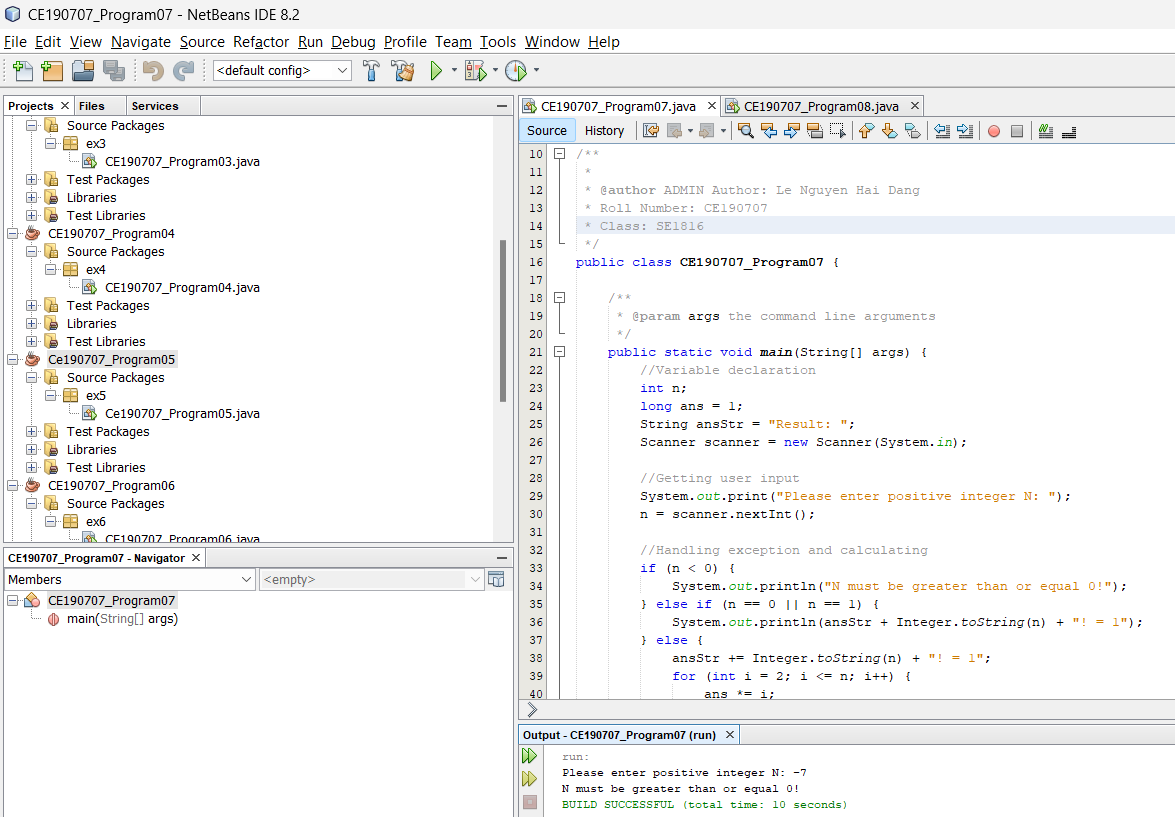 CE190707_Program07 - NetBeans IDE 8.2
File Edit View Navigate Source Refactor Run Debug Profile Team Tools Window Help
<default config>
Projects Files Services
Source Packages
ex3
CE190707_Program03.java
Test Packages
Libraries
Test Libraries
CE190707_Program04
Source Packages
ex4
CE190707_Program04.java
Test Packages
Libraries
Test Libraries
Ce190707_Program05
Source Packages
ex5
Ce190707_Program05.java
Test Packages
Libraries
Test Libraries
CE190707_Program06
Source Packages
ex6
CE190707_Program06.java
CE190707_Program07 - Navigator
Members <empty>
CE190707_Program07
main(String[] args)
CE190707_Program07.java CE190707_Program08.java
Source History
10 /**
11 *
12 * @author ADMIN Author: Le Nguyen Hai Dang
13 * Roll Number: CE190707
14 * Class: SE1816
15 */
16 public class CE190707_Program07 {
17
18 /**
19 * @param args the command line arguments
20 */
21 public static void main(String[] args) {
22 //Variable declaration
23 int n;
24 long ans = 1;
25 String ansStr = "Result: ";
26 Scanner scanner = new Scanner(System.in);
27
28 //Getting user input
29 System.out.print("Please enter positive integer N: ");
30 n = scanner.nextInt();
31
32 //Handling exception and calculating
33 if (n < 0) {
34 System.out.println("N must be greater than or equal 0!");
35 } else if (n == 0 || n == 1) {
36 System.out.println(ansStr + Integer.toString(n) + "! = 1");
37 } else {
38 ansStr += Integer.toString(n) + "! = 1";
39 for (int i = 2; i <= n; i++) {
40 ans *= i;
Output - CE190707_Program07 (run)
run:
Please enter positive integer N: -7
N must be greater than or equal 0!
BUILD SUCCESSFUL (total time: 10 seconds)